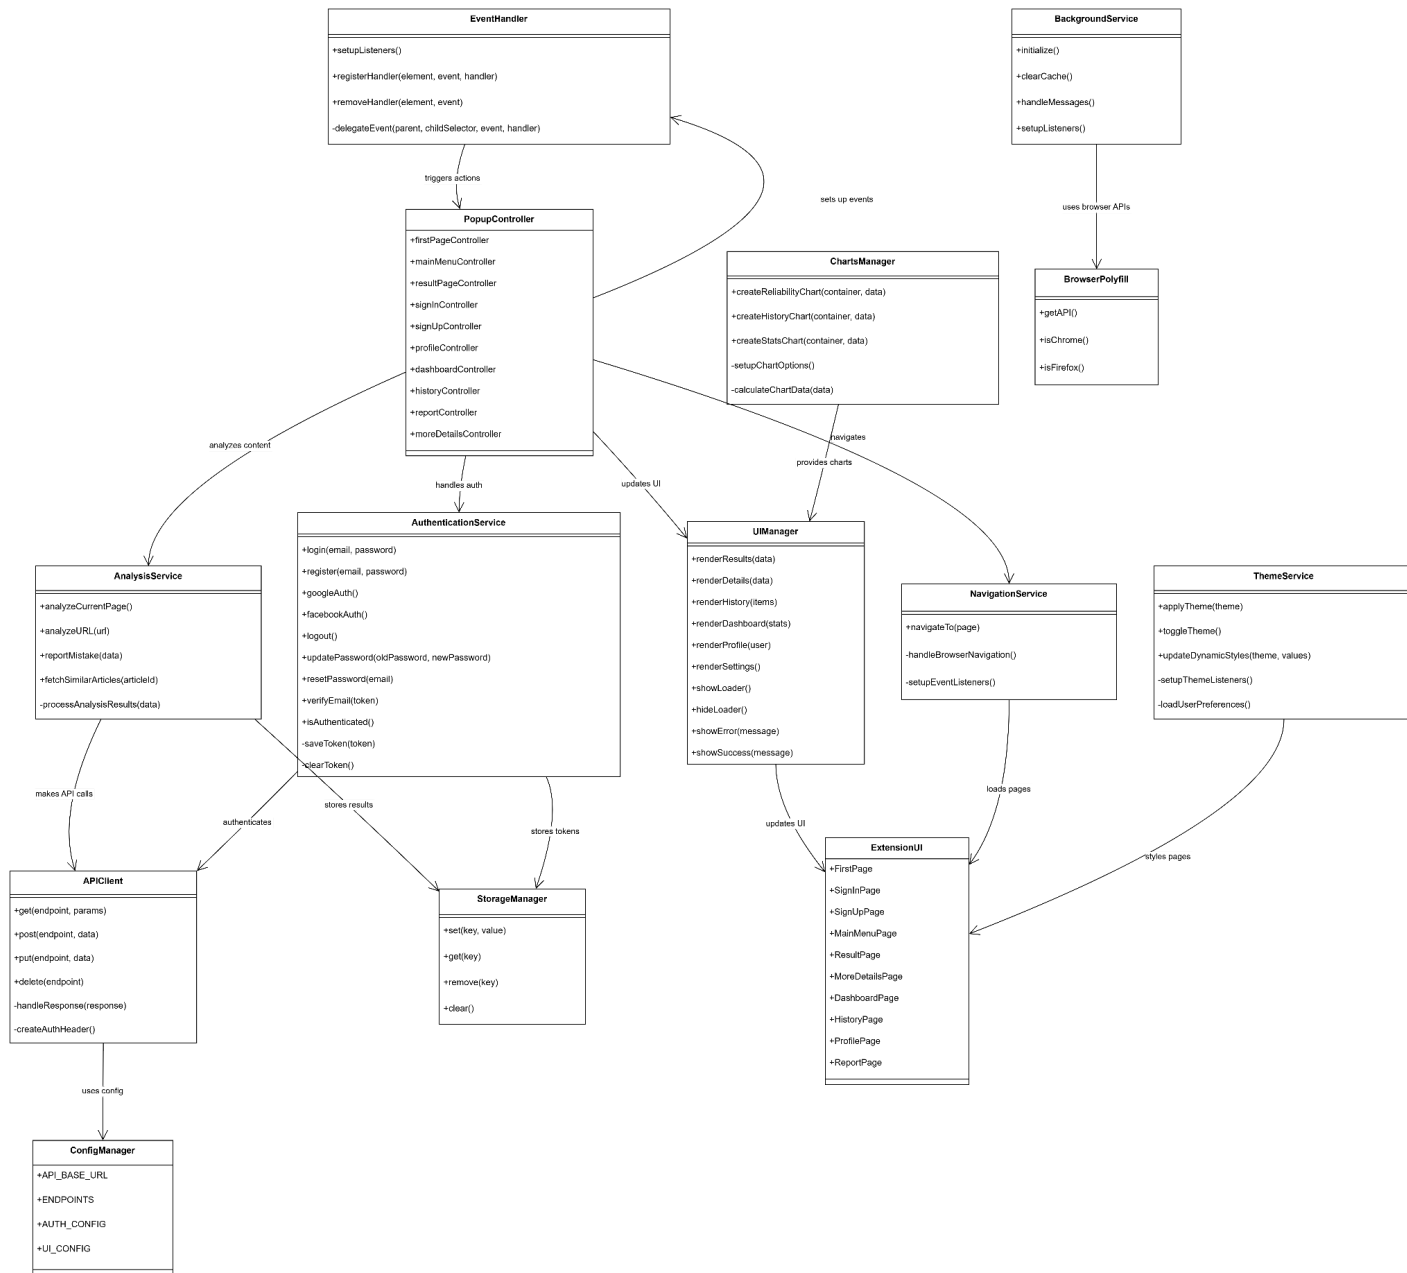 EventHandler
+setupListeners()
+registerHandler(element, event, handler)
+removeHandler(element, event)
-delegateEvent(parent, childSelector, event, handler)
BackgroundService
+initialize()
+clearCache()
+handleMessages()
+setupListeners()
triggers actions
sets up events
uses browser APIs
PopupController
+firstPageController
+mainMenuController
+resultPageController
+signInController
+signUpController
+profileController
+dashboardController
+historyController
+reportController
+moreDetailsController
ChartsManager
+createReliabilityChart(container, data)
+createHistoryChart(container, data)
+createStatsChart(container, data)
-setupChartOptions()
-calculateChartData(data)
BrowserPolyfill
+getAPI()
+isChrome()
+isFirefox()
analyzes content
handles auth
updates UI
provides charts
navigates
AnalysisService
+analyzeCurrentPage()
+analyzeURL(url)
+reportMistake(data)
+fetchSimilarArticles(articleId)
-processAnalysisResults(data)
AuthenticationService
+login(email, password)
+register(email, password)
+googleAuth()
+facebookAuth()
+logout()
+updatePassword(oldPassword, newPassword)
+resetPassword(email)
+verifyEmail(token)
+isAuthenticated()
-saveToken(token)
-clearToken()
UIManager
+renderResults(data)
+renderDetails(data)
+renderHistory(items)
+renderDashboard(stats)
+renderProfile(user)
+renderSettings()
+showLoader()
+hideLoader()
+showError(message)
+showSuccess(message)
NavigationService
+navigateTo(page)
-handleBrowserNavigation()
-setupEventListeners()
ThemeService
+applyTheme(theme)
+toggleTheme()
+updateDynamicStyles(theme, values)
-setupThemeListeners()
-loadUserPreferences()
makes API calls
authenticates
stores results
stores tokens
updates UI
loads pages
styles pages
APIClient
+get(endpoint, params)
+post(endpoint, data)
+put(endpoint, data)
+delete(endpoint)
-handleResponse(response)
-createAuthHeader()
StorageManager
+set(key, value)
+get(key)
+remove(key)
+clear()
ExtensionUI
+FirstPage
+SignInPage
+SignUpPage
+MainMenuPage
+ResultPage
+MoreDetailsPage
+DashboardPage
+HistoryPage
+ProfilePage
+ReportPage
uses config
ConfigManager
+API_BASE_URL
+ENDPOINTS
+AUTH_CONFIG
+UI_CONFIG